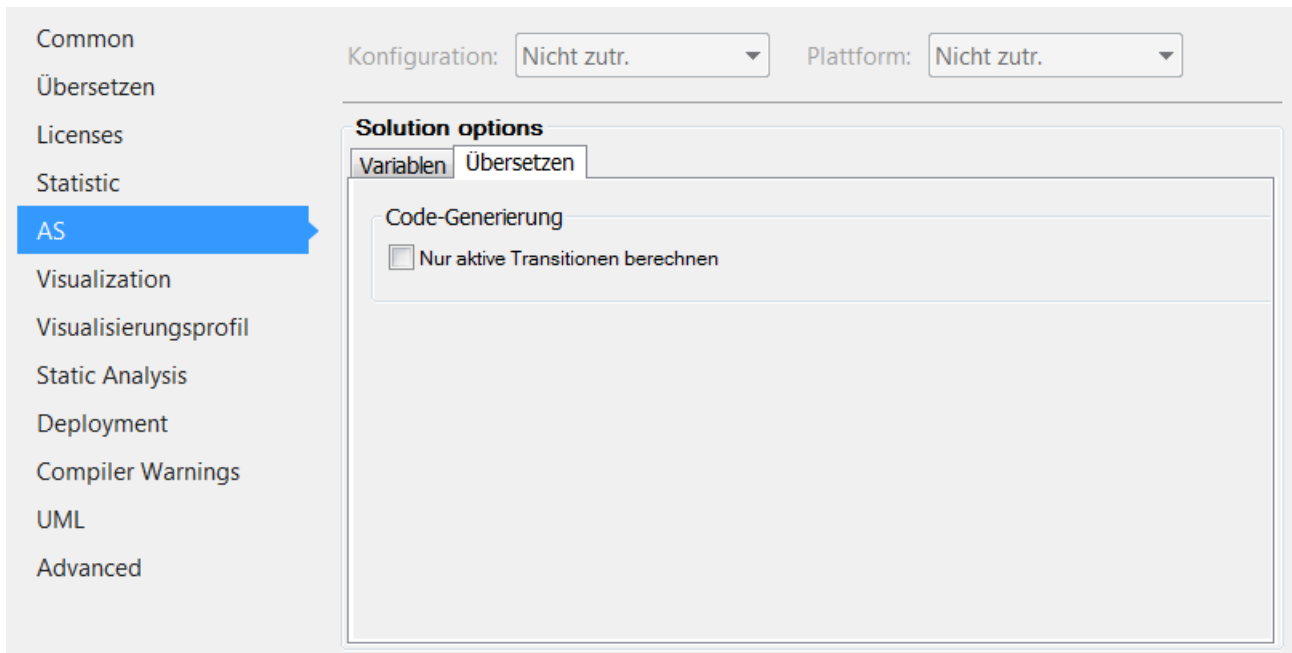 Common
Übersetzen
Licenses
Statistic
AS
Visualization
Visualisierungsprofil
Static Analysis
Deployment
Compiler Warnings
UML
Advanced
Konfiguration: Nicht zutr. Plattform: Nicht zutr.
Solution options
Variablen Übersetzen
Code-Generierung
Nur aktive Transitionen berechnen